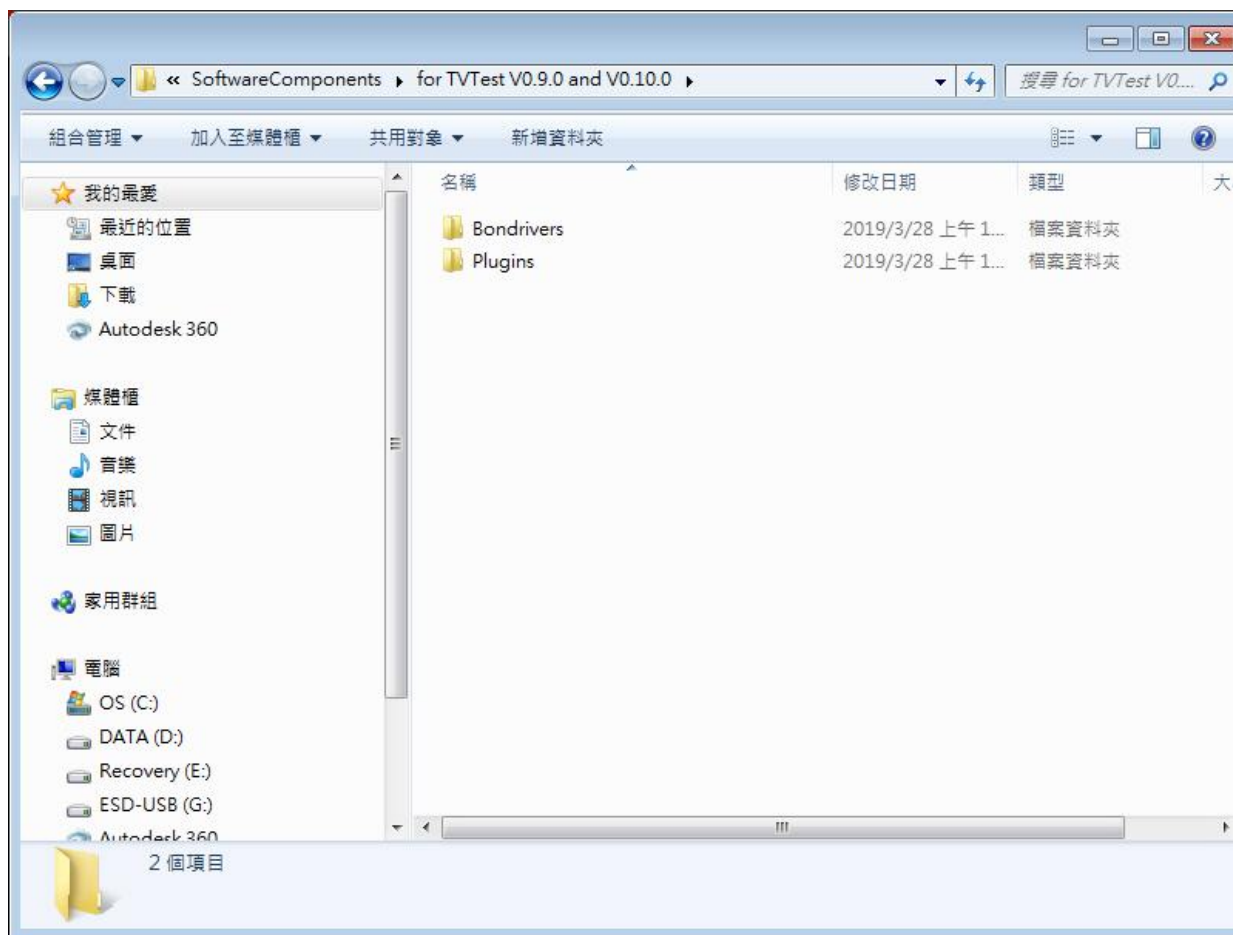 « SoftwareComponents ▸ for TVTest V0.9.0 and V0.10.0 ▸ 搜尋 for TVTest V0....
組合管理 加入至媒體櫃 共用對象 新增資料夾
名稱 修改日期 類型 大
我的最愛
最近的位置
桌面
下載
Autodesk 360
媒體櫃
文件
音樂
視訊
圖片
家用群組
電腦
OS (C:)
DATA (D:)
Recovery (E:)
ESD-USB (G:)
Autodesk 360
Bondrivers 2019/3/28 上午 1... 檔案資料夾
Plugins 2019/3/28 上午 1... 檔案資料夾
2 個項目